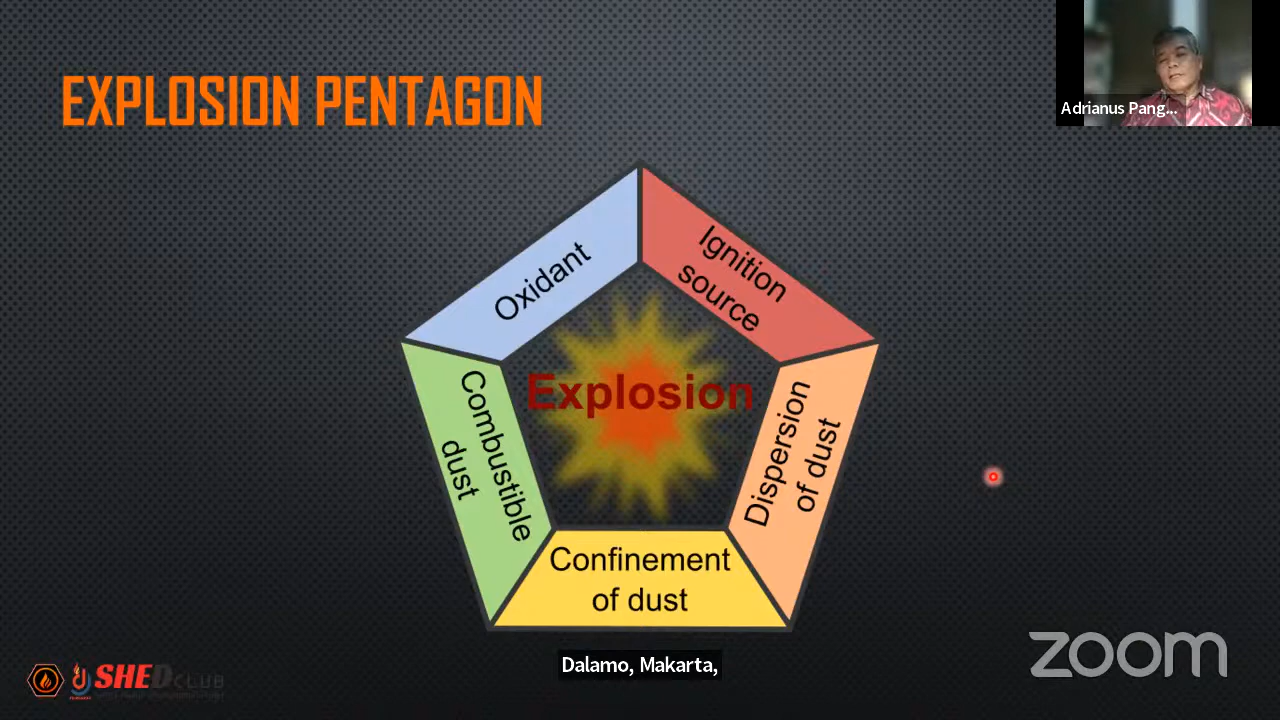 EXPLOSION PENTAGON
Adrianus Pang...
Oxidant
Ignition
source
Explosion
Combustible
dust
Dispersion
of dust
Confinement
of dust
Dalamo, Makarta,
SHED CLUB
zoom